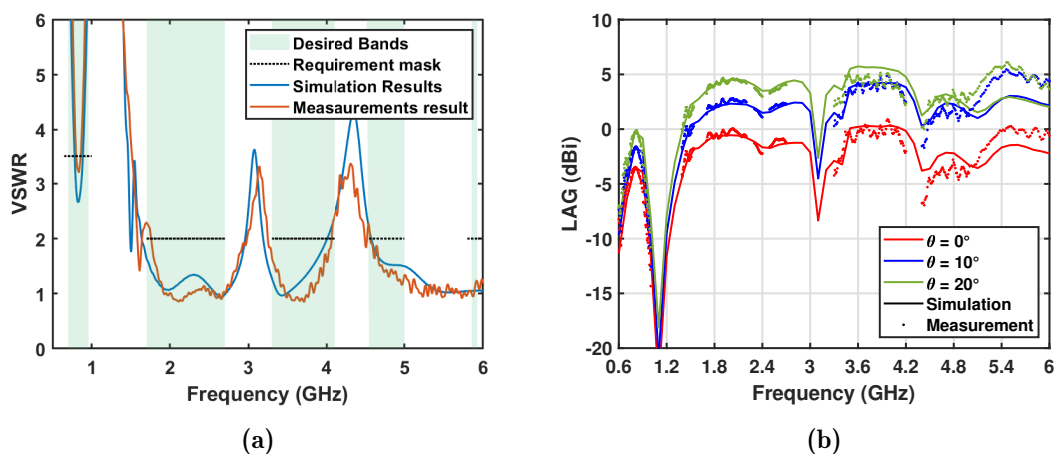 6
5
4
3
2
1
0
VSWR
Desired Bands
Requirement mask
Simulation Results
Measaurements result
1 2 3 4 5 6
Frequency (GHz)
(a)
10
5
0
-5
-10
-15
-20
LAG (dBi)
θ = 0°
θ = 10°
θ = 20°
Simulation
Measurement
0.6 1.2 1.8 2.4 3 3.6 4.2 4.8 5.4 6
Frequency (GHz)
(b)